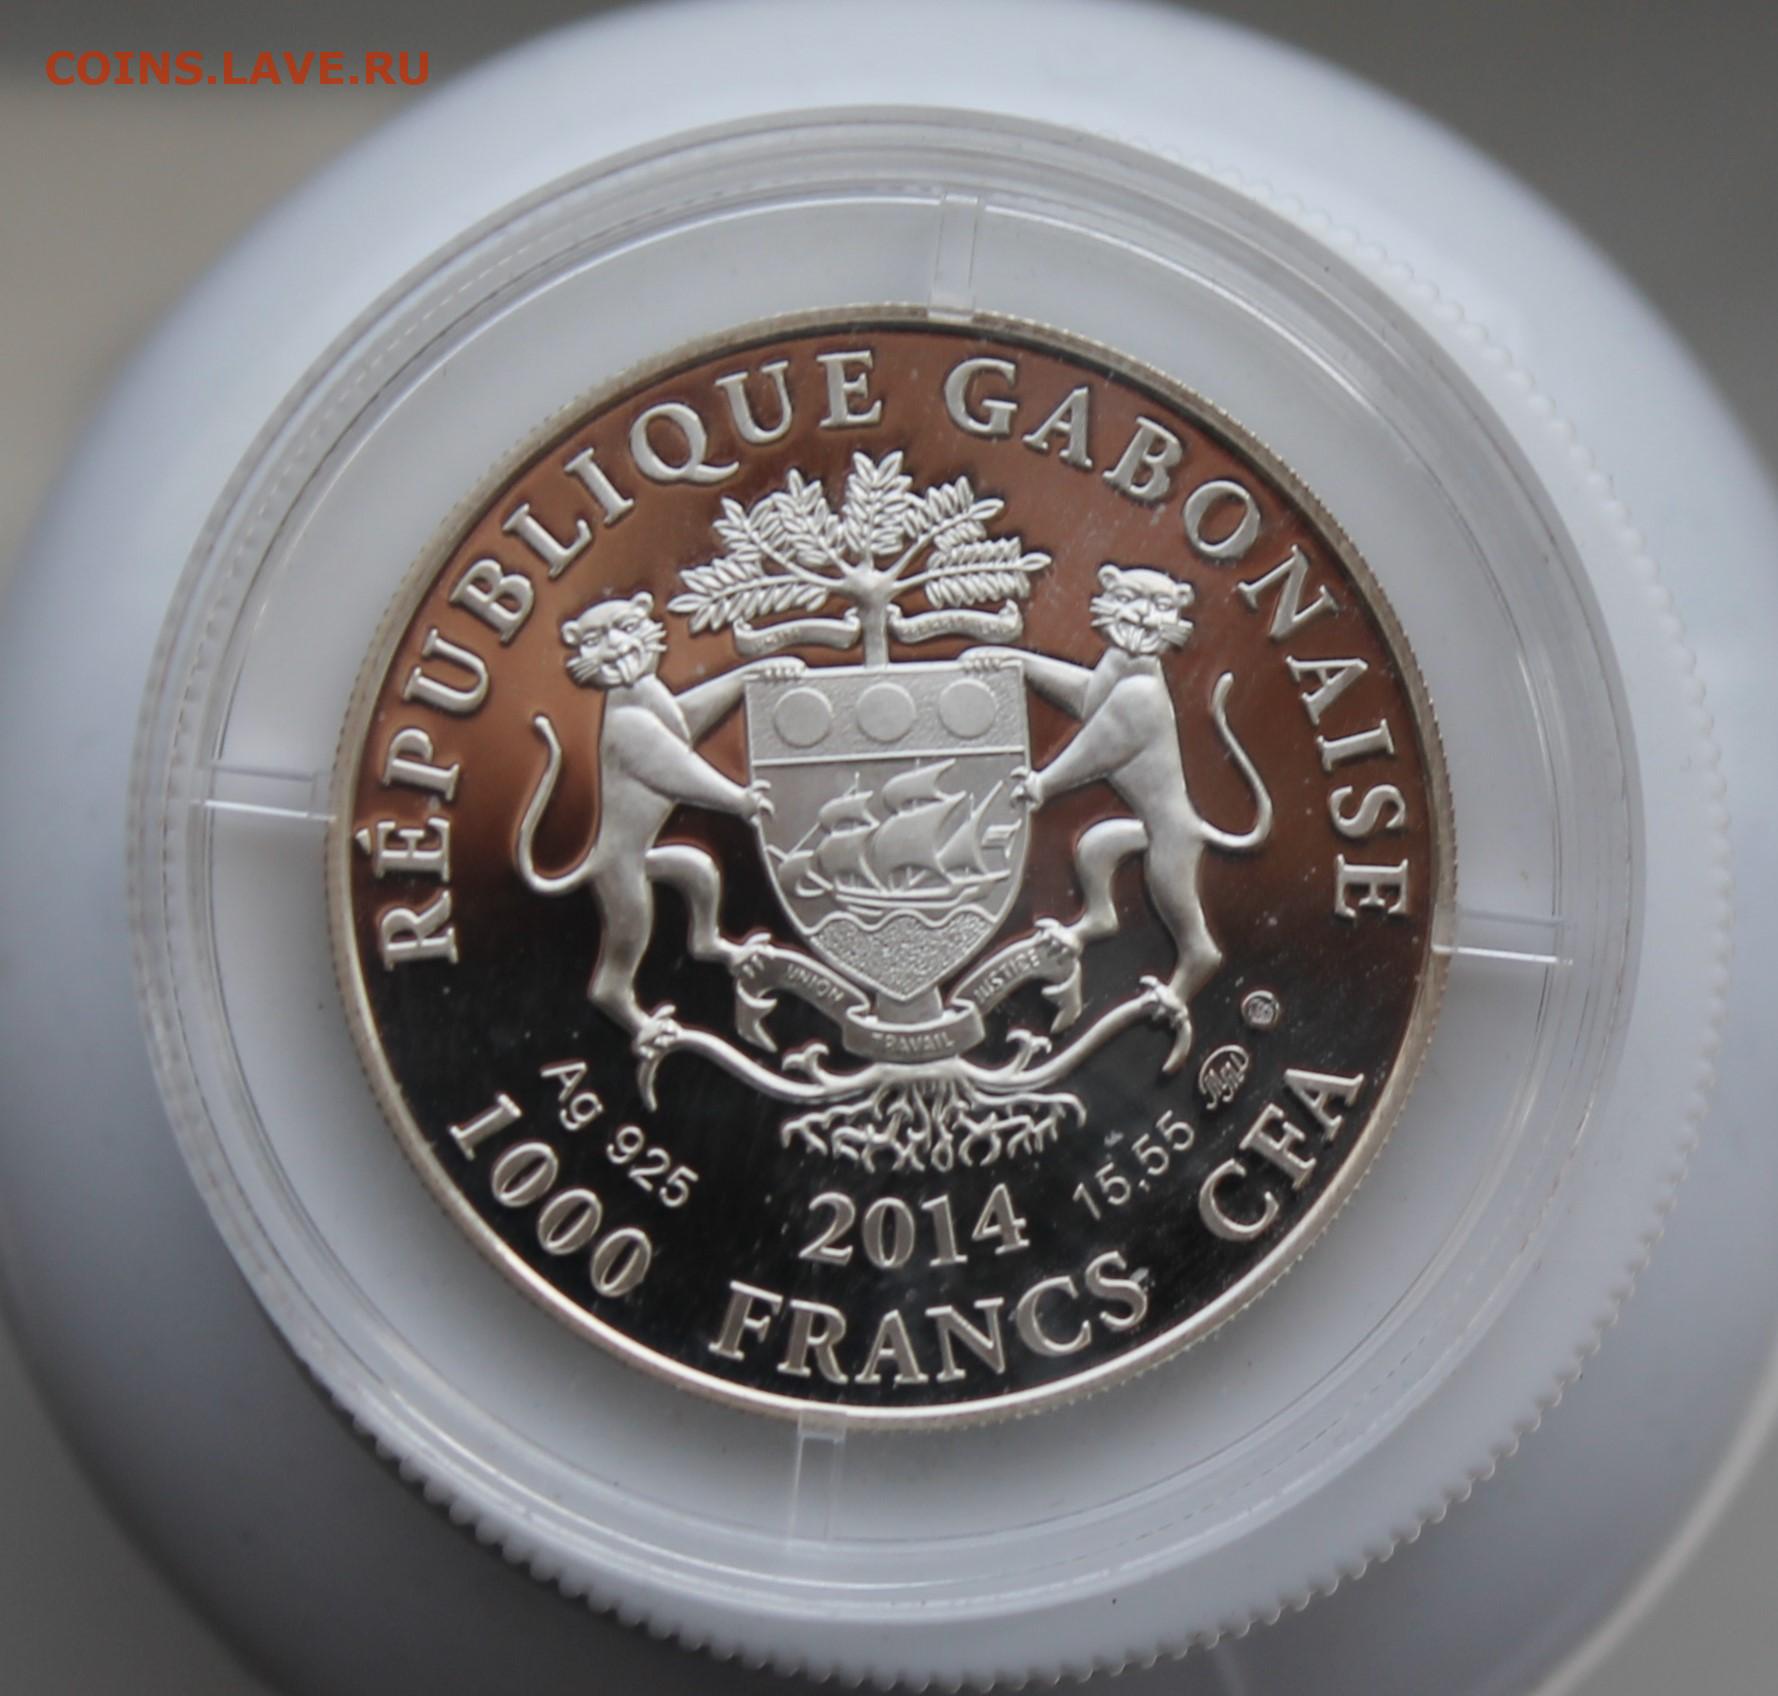 COINS.LAVE.RU
RÉPUBLIQUE GABONAISE
UNION TRAVAIL JUSTICE
Ag 925
15,55
2014
1000 FRANCS CFA